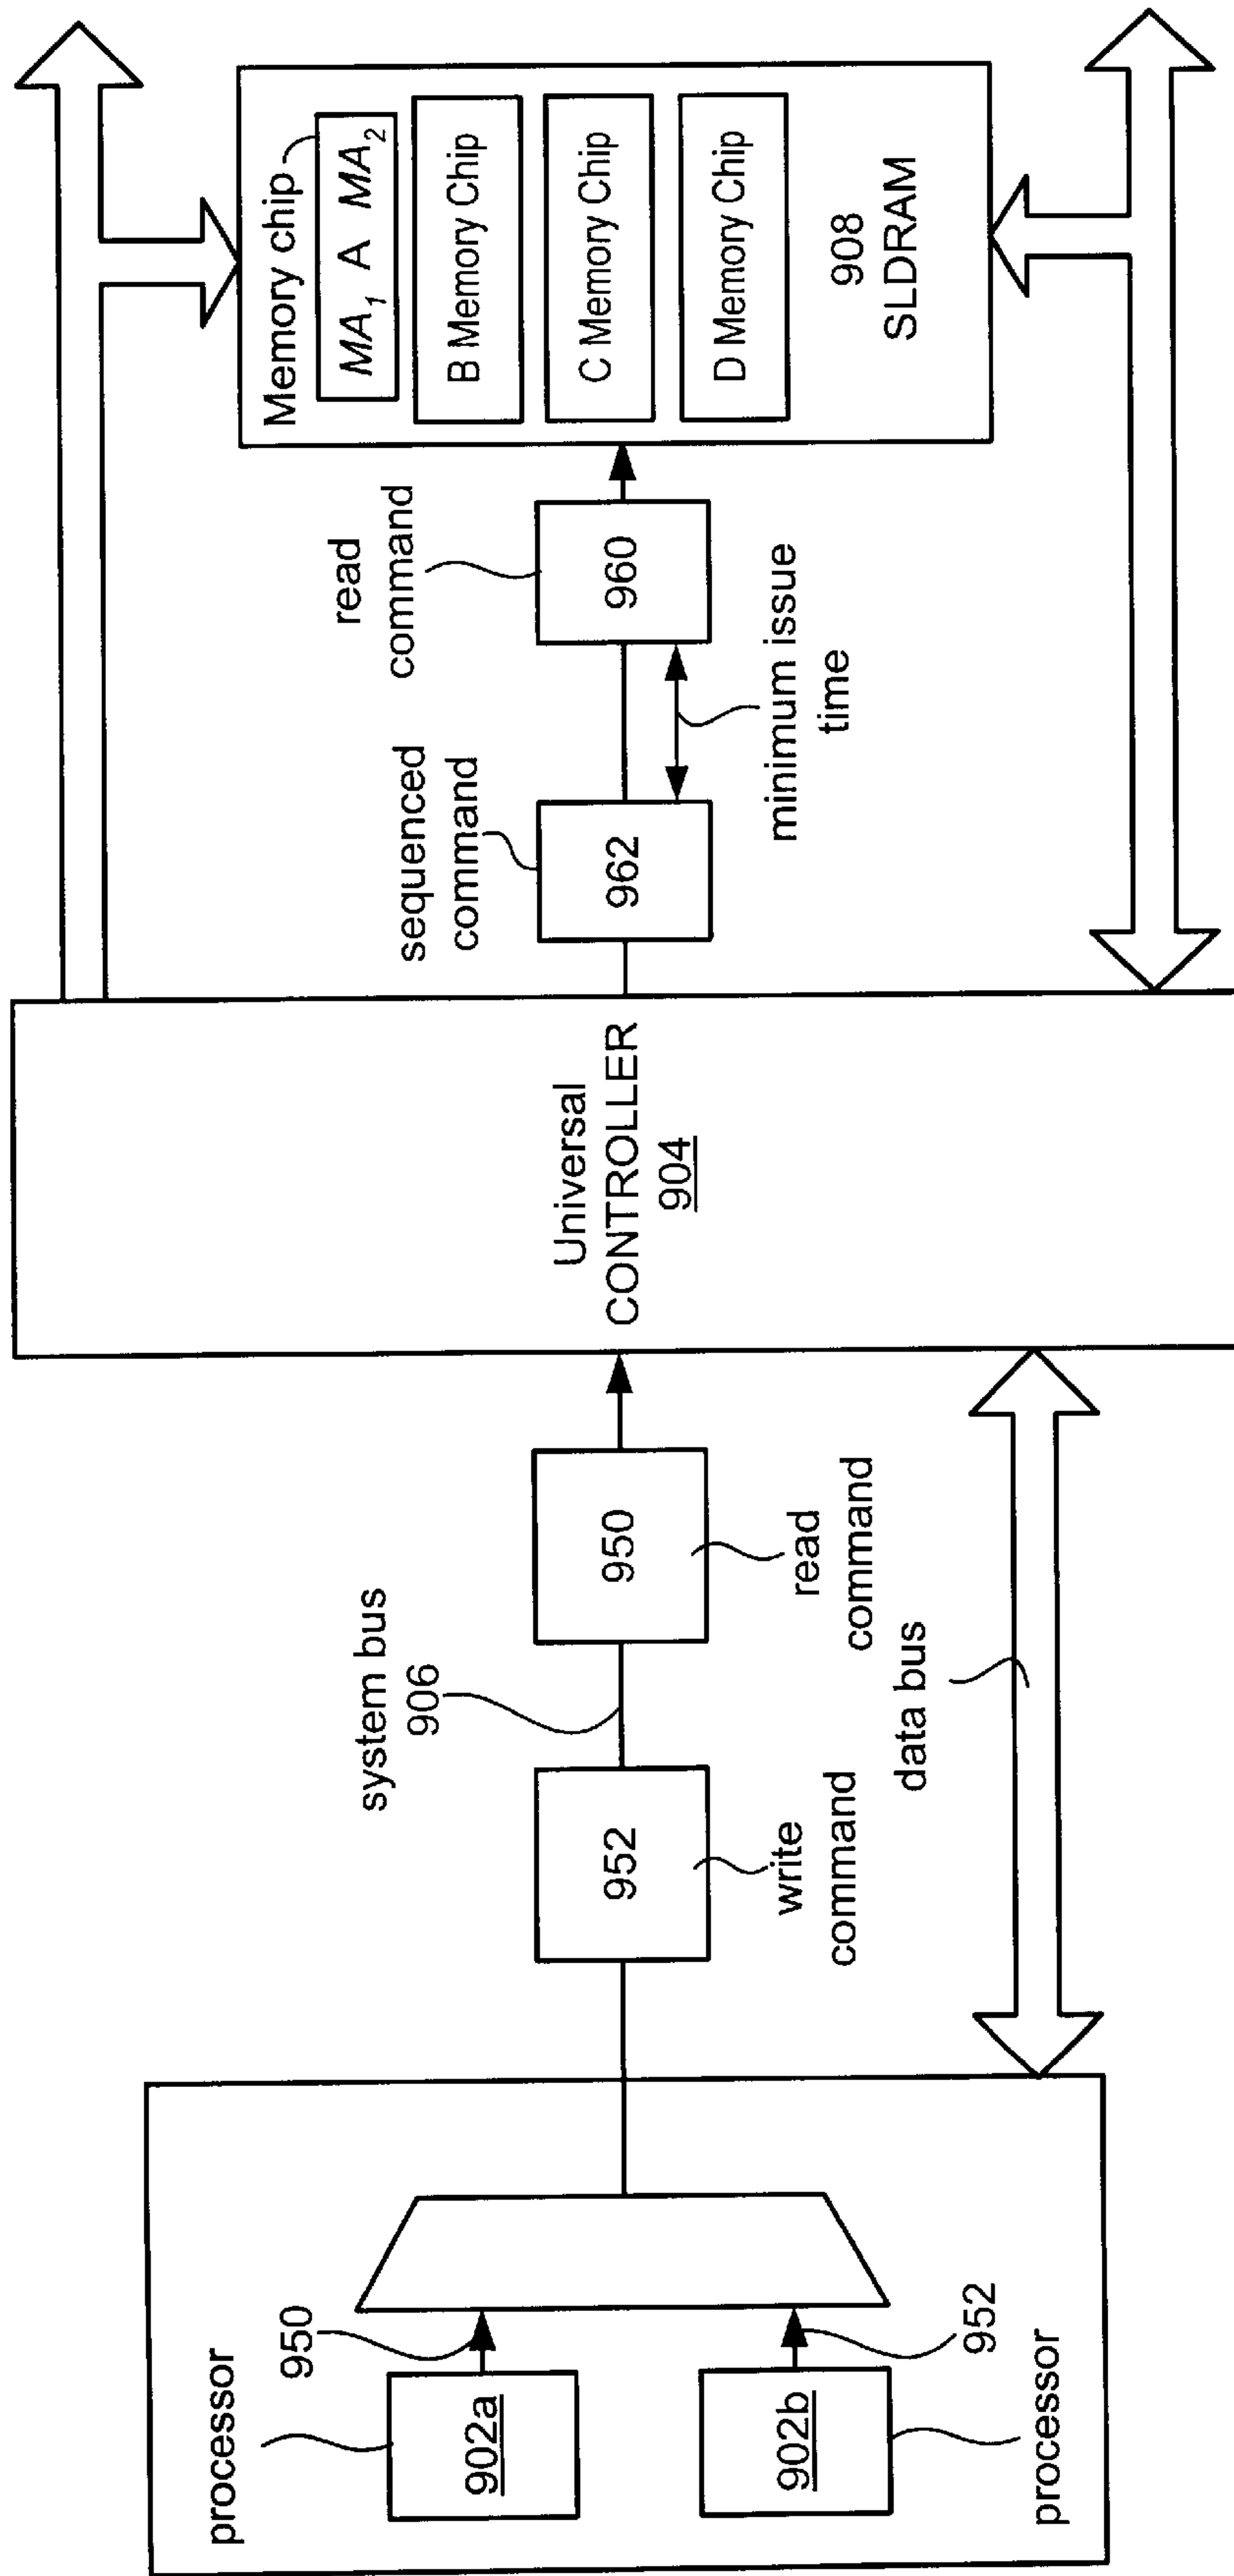 processor
902a
950
902b
952
processor
952
write
command
system bus
906
950
read
command
data bus
Universal
CONTROLLER
904
sequenced
command
962
minimum issue
time
read
command
960
Memory chip
MA1 A MA2
B Memory Chip
C Memory Chip
D Memory Chip
908
SLDRAM